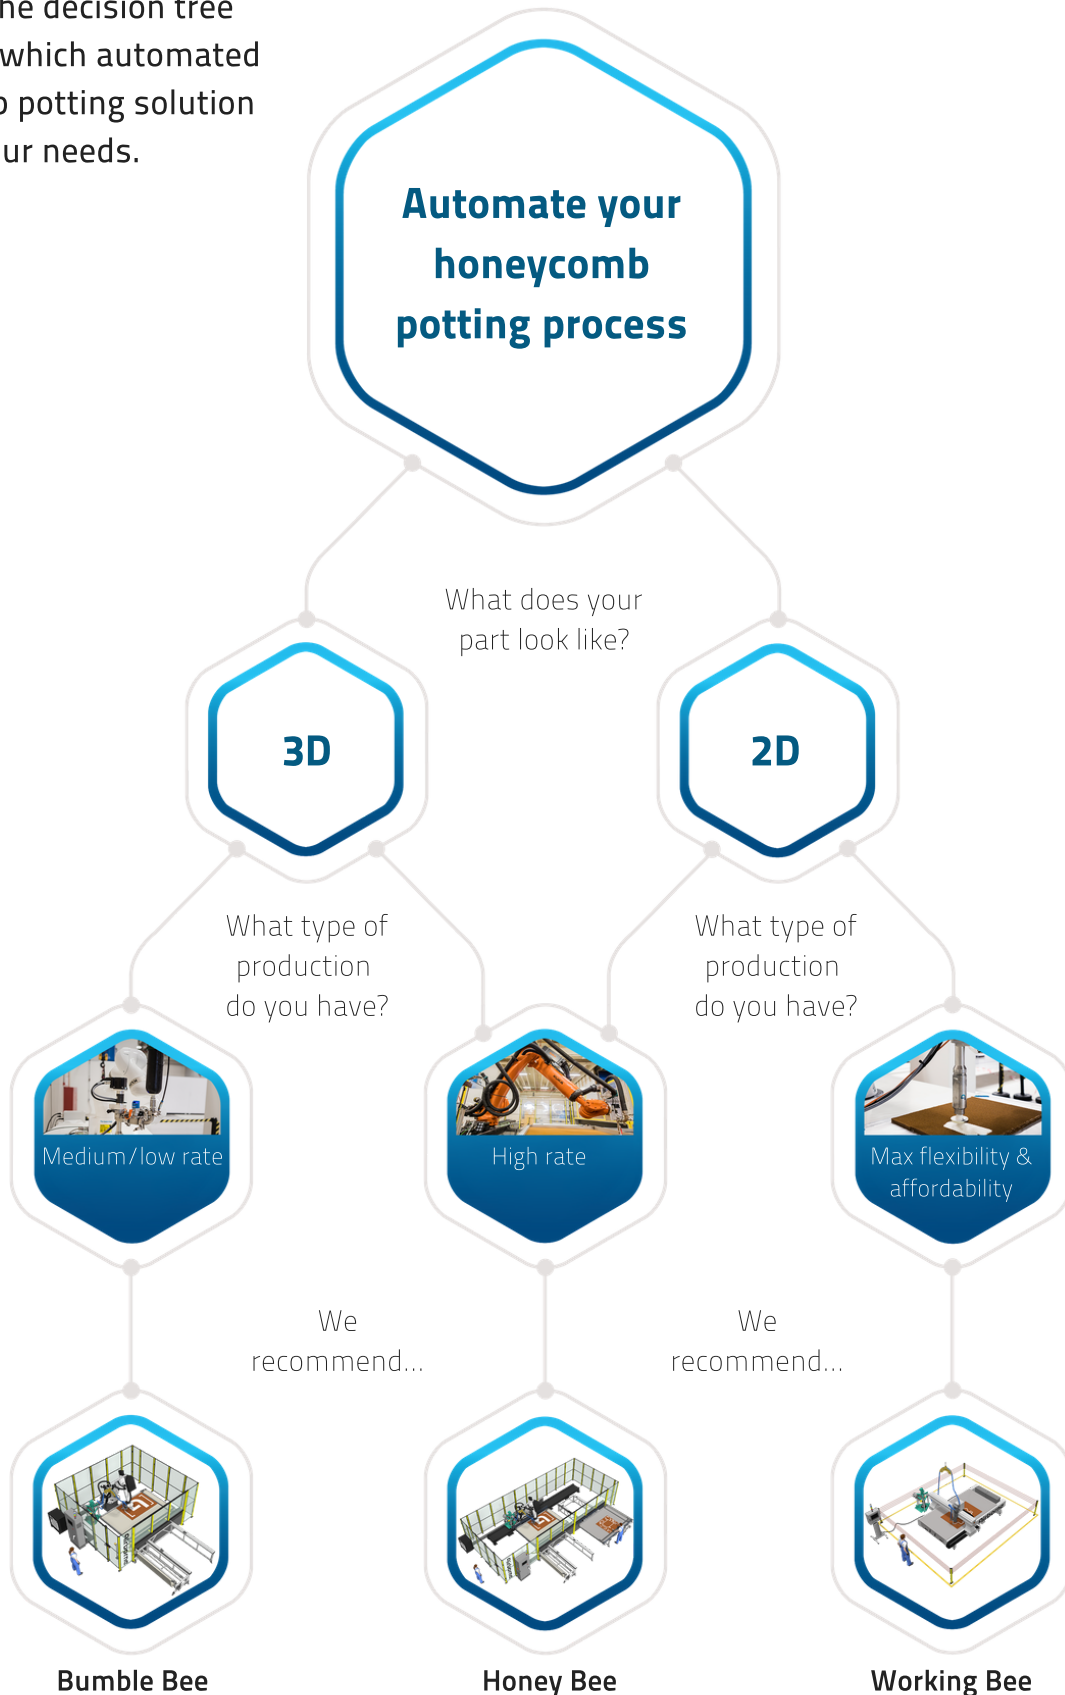 he decision tree
which automated
potting solution
ur needs.
Automate your
honeycomb
potting process
What does your
part look like?
3D
2D
What type of
production
do you have?
What type of
production
do you have?
Medium/low rate
High rate
Max flexibility &
affordability
We
recommend...
We
recommend...
Bumble Bee
Honey Bee
Working Bee